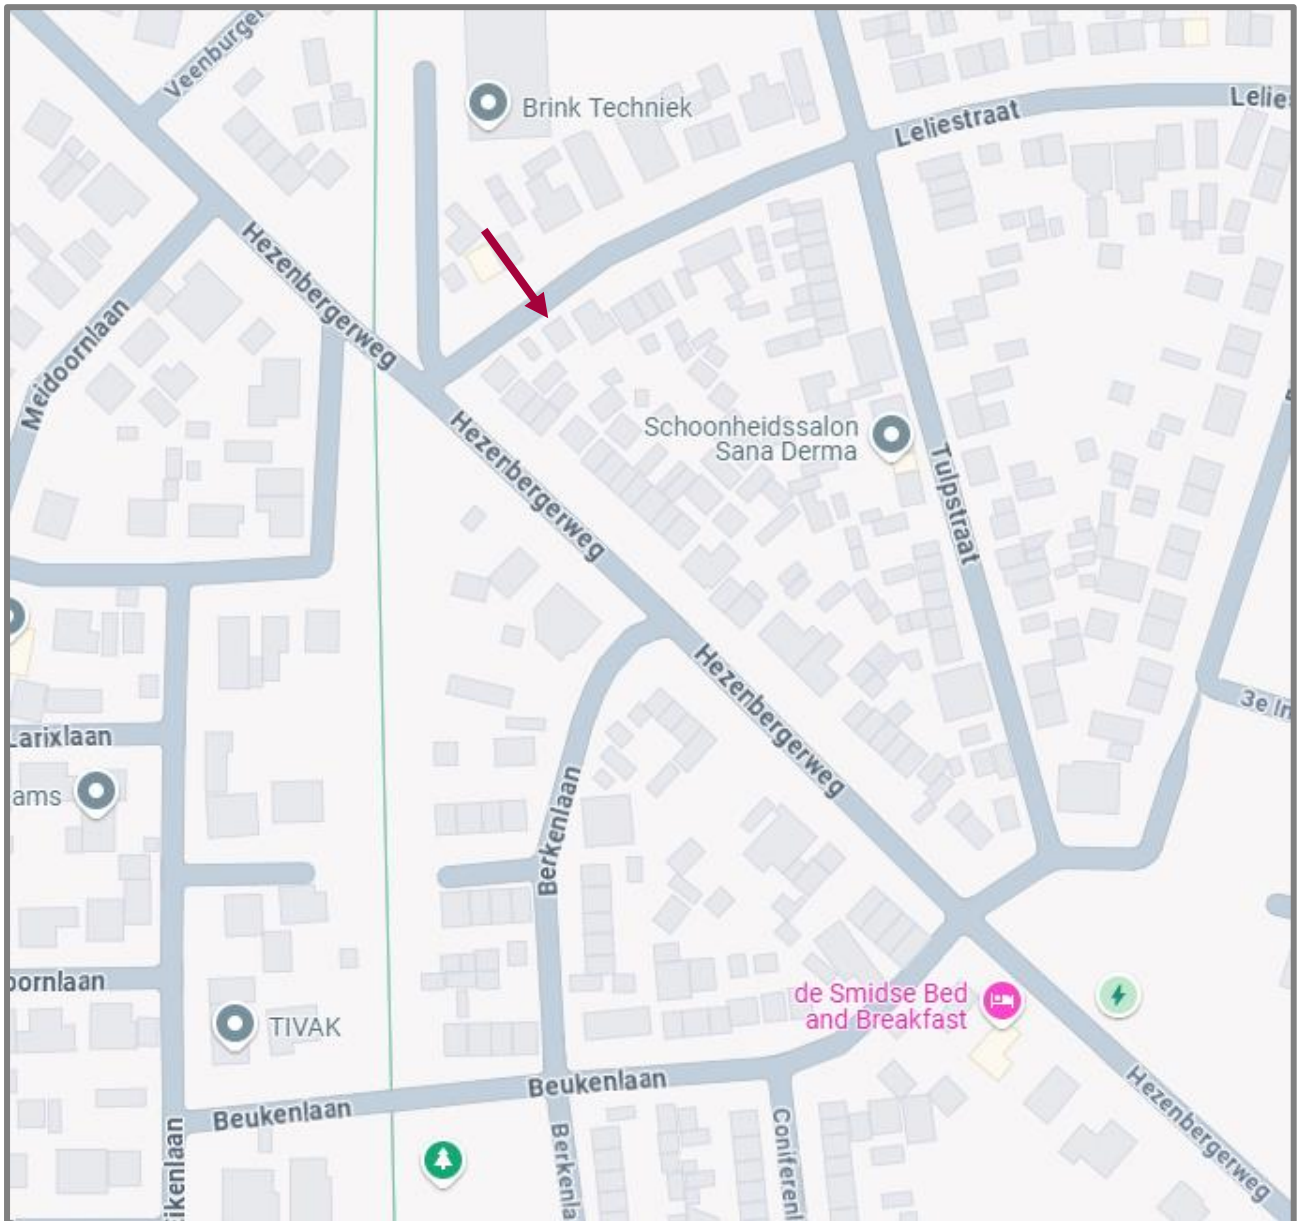 Veenburger
Brink Techniek
Leliestraat
Lelies
Hezenbergerweg
Meidoornlaan
Hezenbergerweg
Schoonheidssalon
Sana Derma
Tulpstraat
Hezenbergerweg
3e In
Larixlaan
ams
Berkenlaan
oornlaan
de Smidse Bed
and Breakfast
TIVAK
Beukenlaan
Beukenlaan
Hezenbergerweg
Berkenla
Coniferenl
ikenlaan